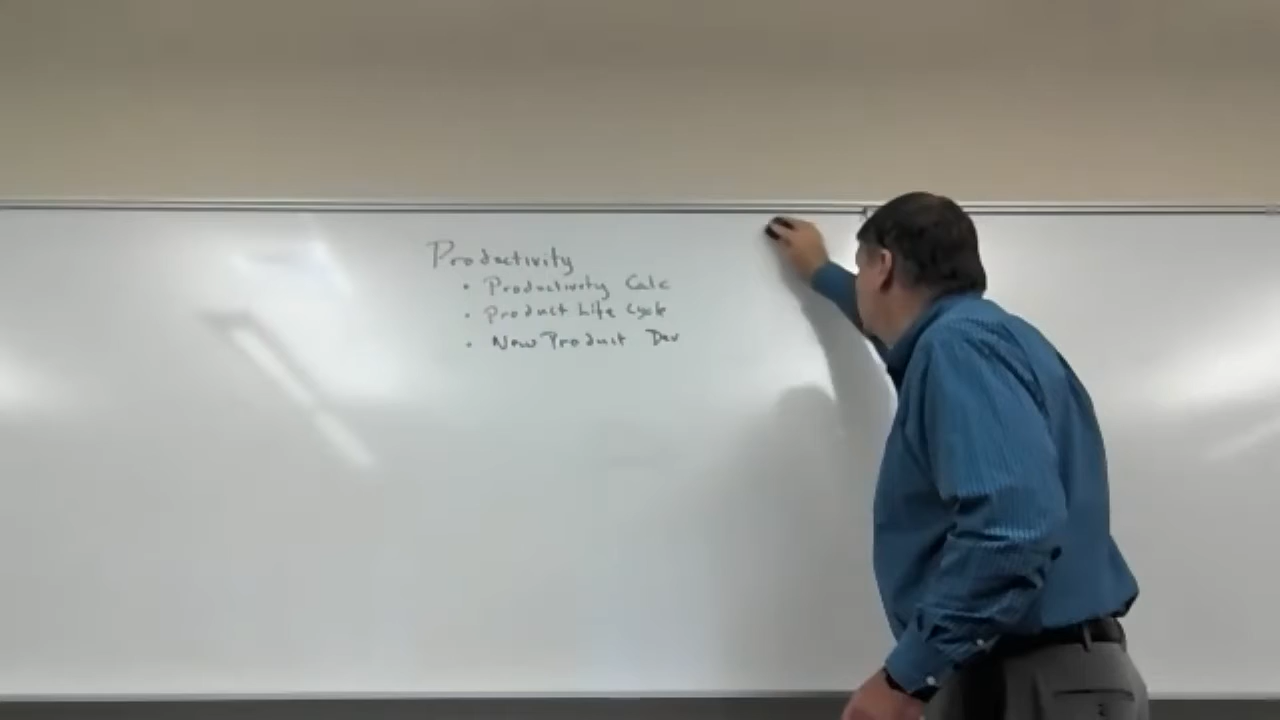 Productivity
• Productivity Calc
• Product Life Cycle
• New Product Dev